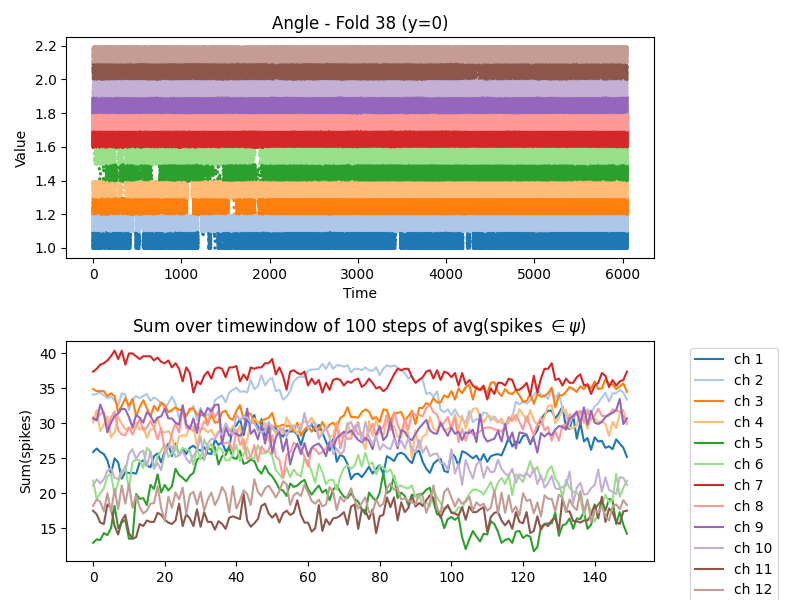 Angle - Fold 38 (y=0)
Value
2.2
2.0
1.8
1.6
1.4
1.2
1.0
0 1000 2000 3000 4000 5000 6000
Time
Sum over timewindow of 100 steps of avg(spikes ∈ψ)
Sum(spikes)
40
35
30
25
20
15
0 20 40 60 80 100 120 140
ch 1
ch 2
ch 3
ch 4
ch 5
ch 6
ch 7
ch 8
ch 9
ch 10
ch 11
ch 12